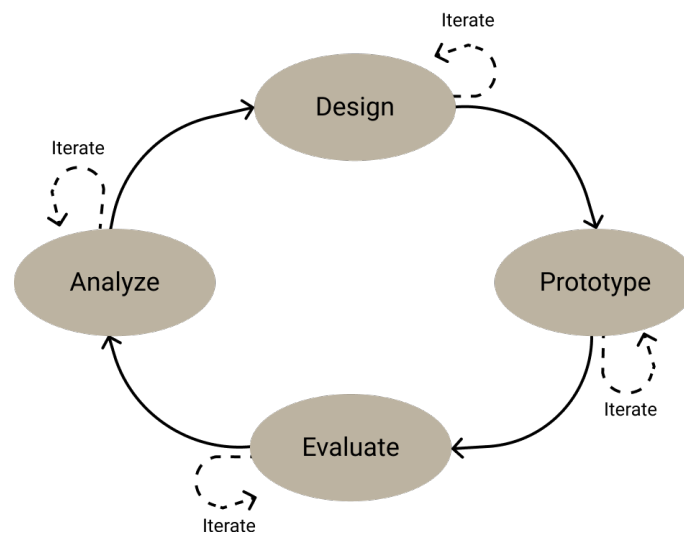 Iterate
Design
Iterate
Analyze
Prototype
Iterate
Evaluate
Iterate